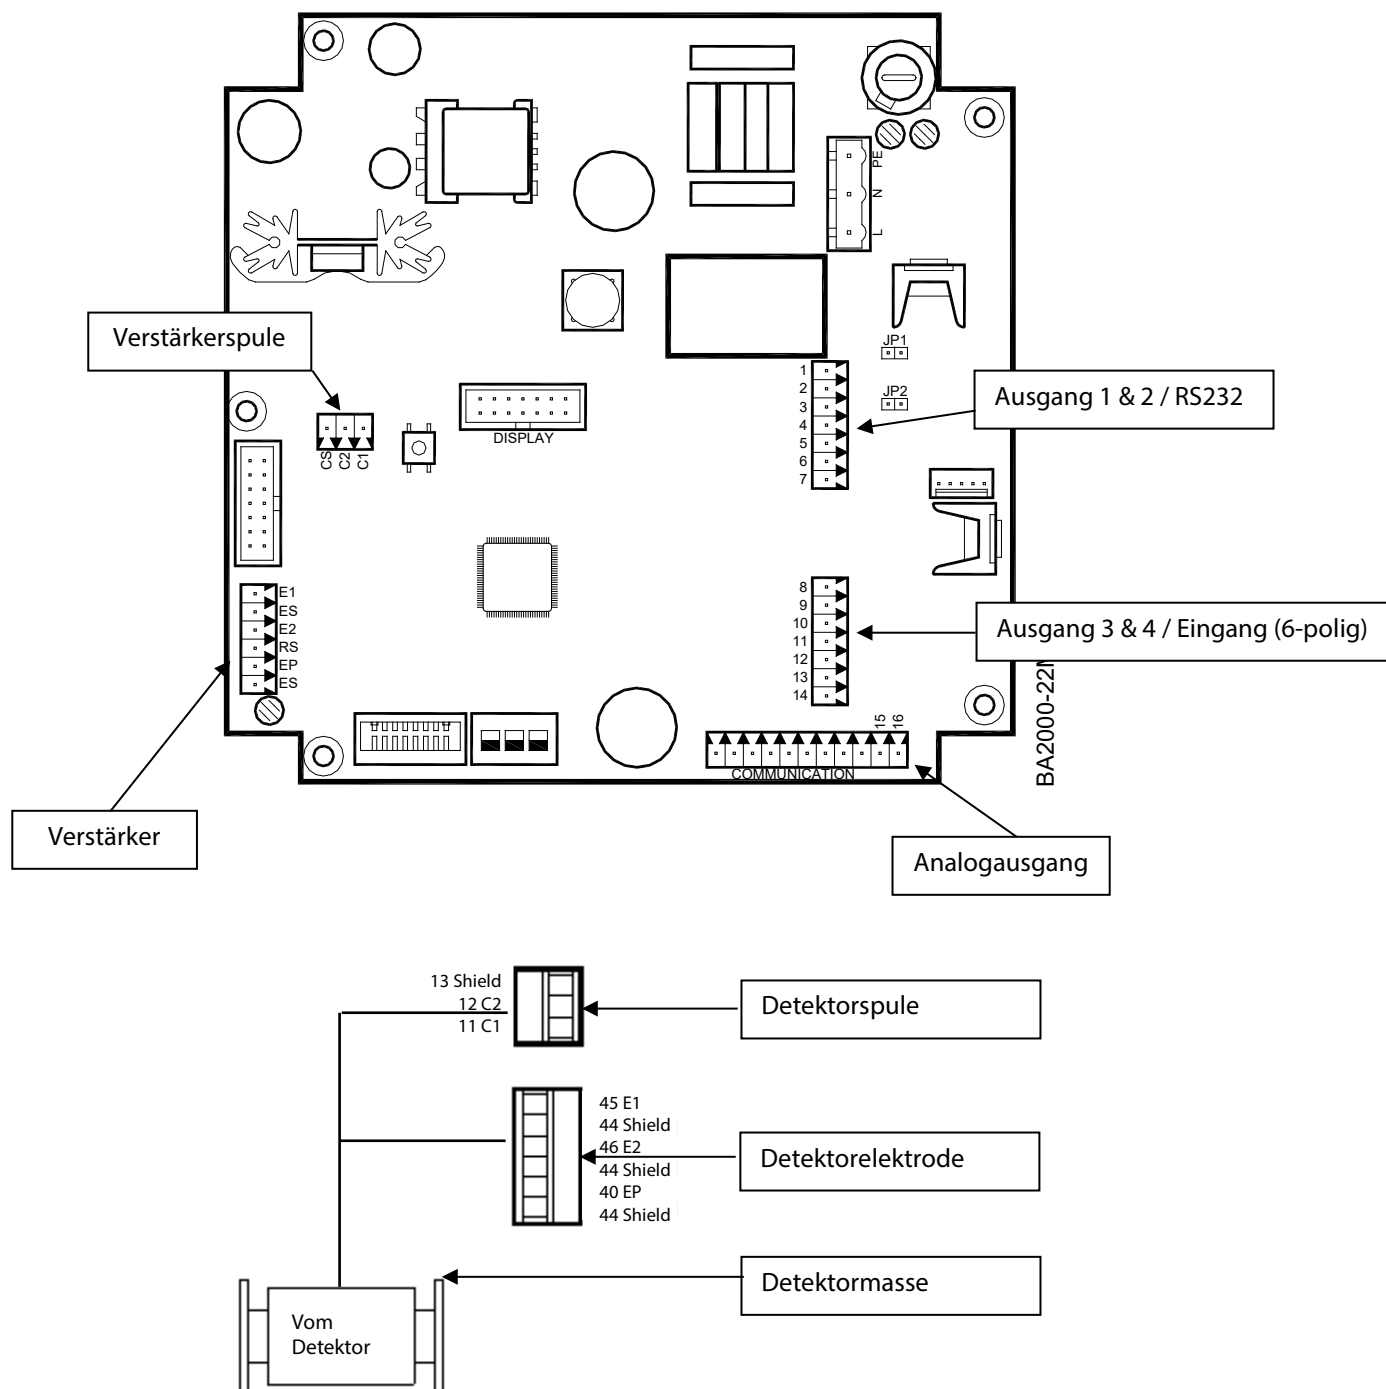 PE
N
L
Verstärkerspule
JP1
JP2
1
2
3
4
5
6
7
Ausgang 1 & 2 / RS232
DISPLAY
CS
C2
C1
E1
ES
E2
RS
EP
ES
8
9
10
11
12
13
14
Ausgang 3 & 4 / Eingang (6-polig)
15
16
COMMUNICATION
Verstärker
Analogausgang
13 Shield
12 C2
11 C1
Detektorspule
45 E1
44 Shield
46 E2
44 Shield
40 EP
44 Shield
Detektorelektrode
Detektormasse
Vom
Detektor